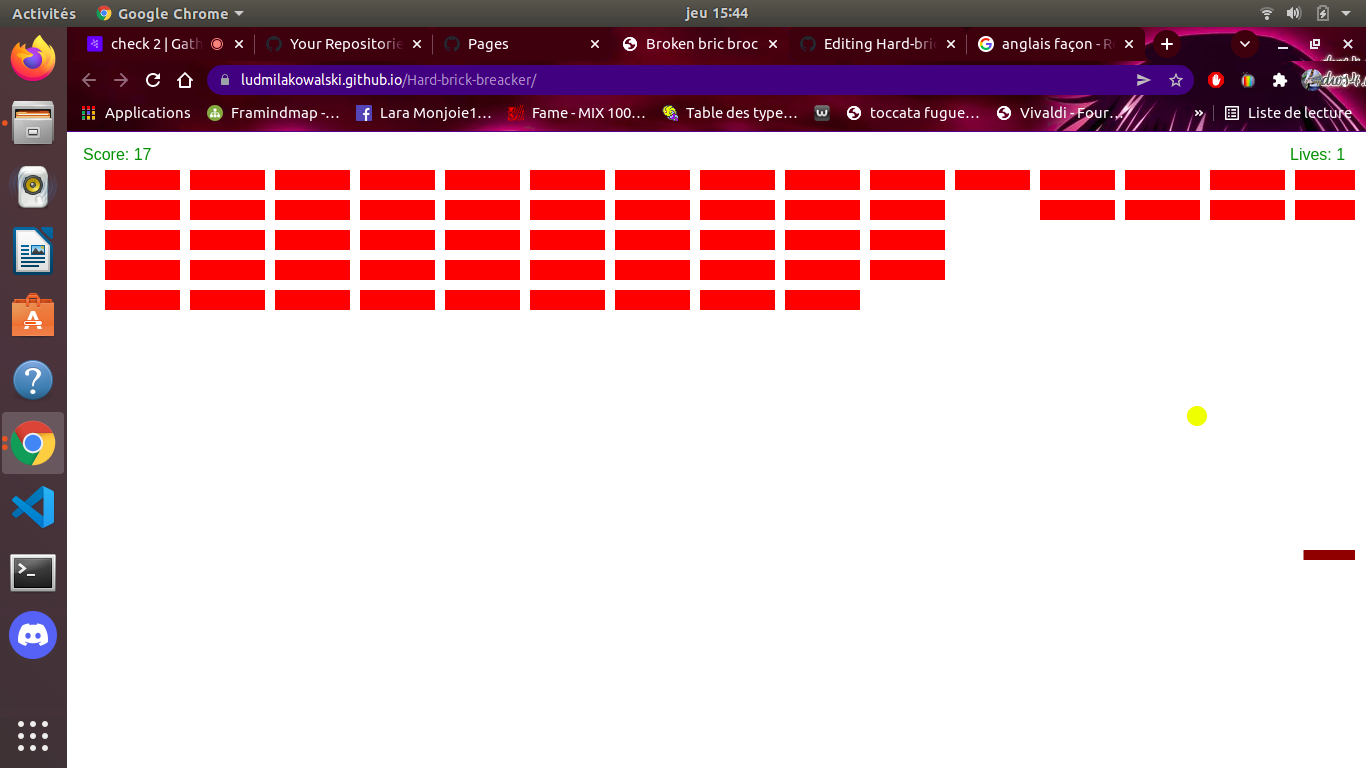 Activités Google Chrome jeu 15:44
check 2 | Gath Your Repositorie Pages Broken bric broc Editing Hard-bri anglais façon - R
ludmilakowalski.github.io/Hard-brick-breacker/
Applications Framindmap -… Lara Monjoie1… Fame - MIX 100… Table des type… toccata fugue… Vivaldi - Four… » Liste de lecture
Score: 17 Lives: 1